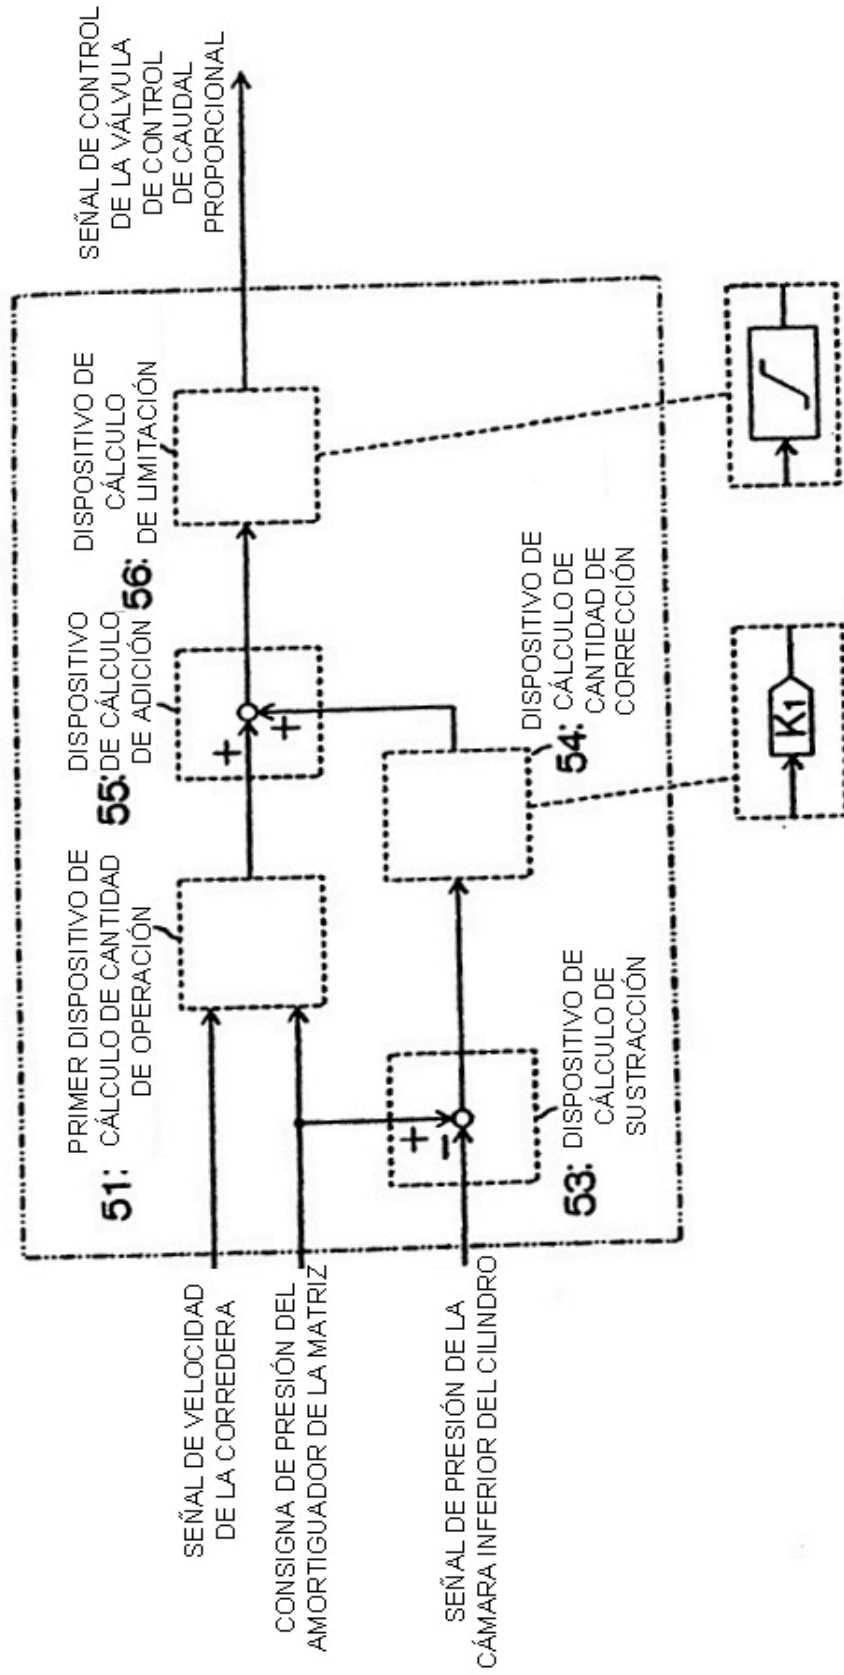 SEÑAL DE VELOCIDAD
DE LA CORREDERA
CONSIGNA DE PRESIÓN DEL
AMORTIGUADOR DE LA MATRIZ
SEÑAL DE PRESIÓN DE LA
CÁMARA INFERIOR DEL CILINDRO
51:
PRIMER DISPOSITIVO DE
CÁLCULO DE CANTIDAD
DE OPERACIÓN
+
-
53:
DISPOSITIVO DE
CÁLCULO DE
SUSTRACCIÓN
54:
DISPOSITIVO DE
CÁLCULO DE
CANTIDAD DE
CORRECCIÓN
K1
55:
DISPOSITIVO
DE CÁLCULO
DE ADICIÓN
+
+
56:
DISPOSITIVO DE
CÁLCULO
DE LIMITACIÓN
SEÑAL DE CONTROL
DE LA VÁLVULA
DE CONTROL
DE CAUDAL
PROPORCIONAL